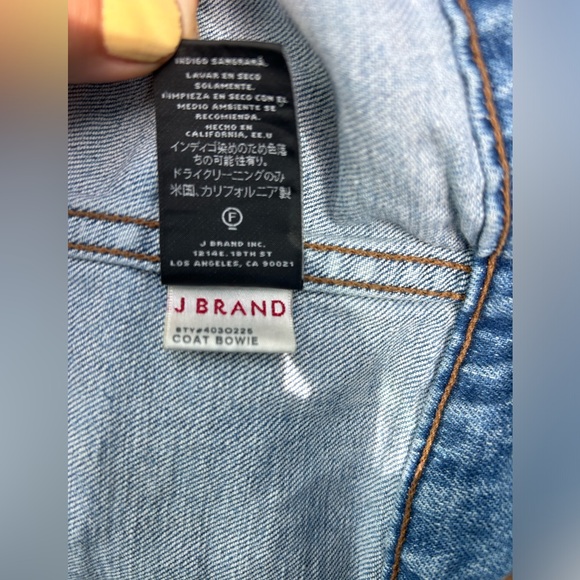 INDIGO SANGRARÁ.
LAVAR EN SECO
SOLAMENTE.
LIMPIEZA EN SECO CON EL
MEDIO AMBIENTE SE
RECOMIENDA.
HECHO EN
CALIFORNIA, EE.U
インディゴ染めのため色落
ちの可能性有り。
ドライクリーニングのみ
米国、カリフォルニア製
F
J BRAND INC.
1214E. 18TH ST
LOS ANGELES, CA 90021
J BRAND
STY#4030225
COAT BOWIE